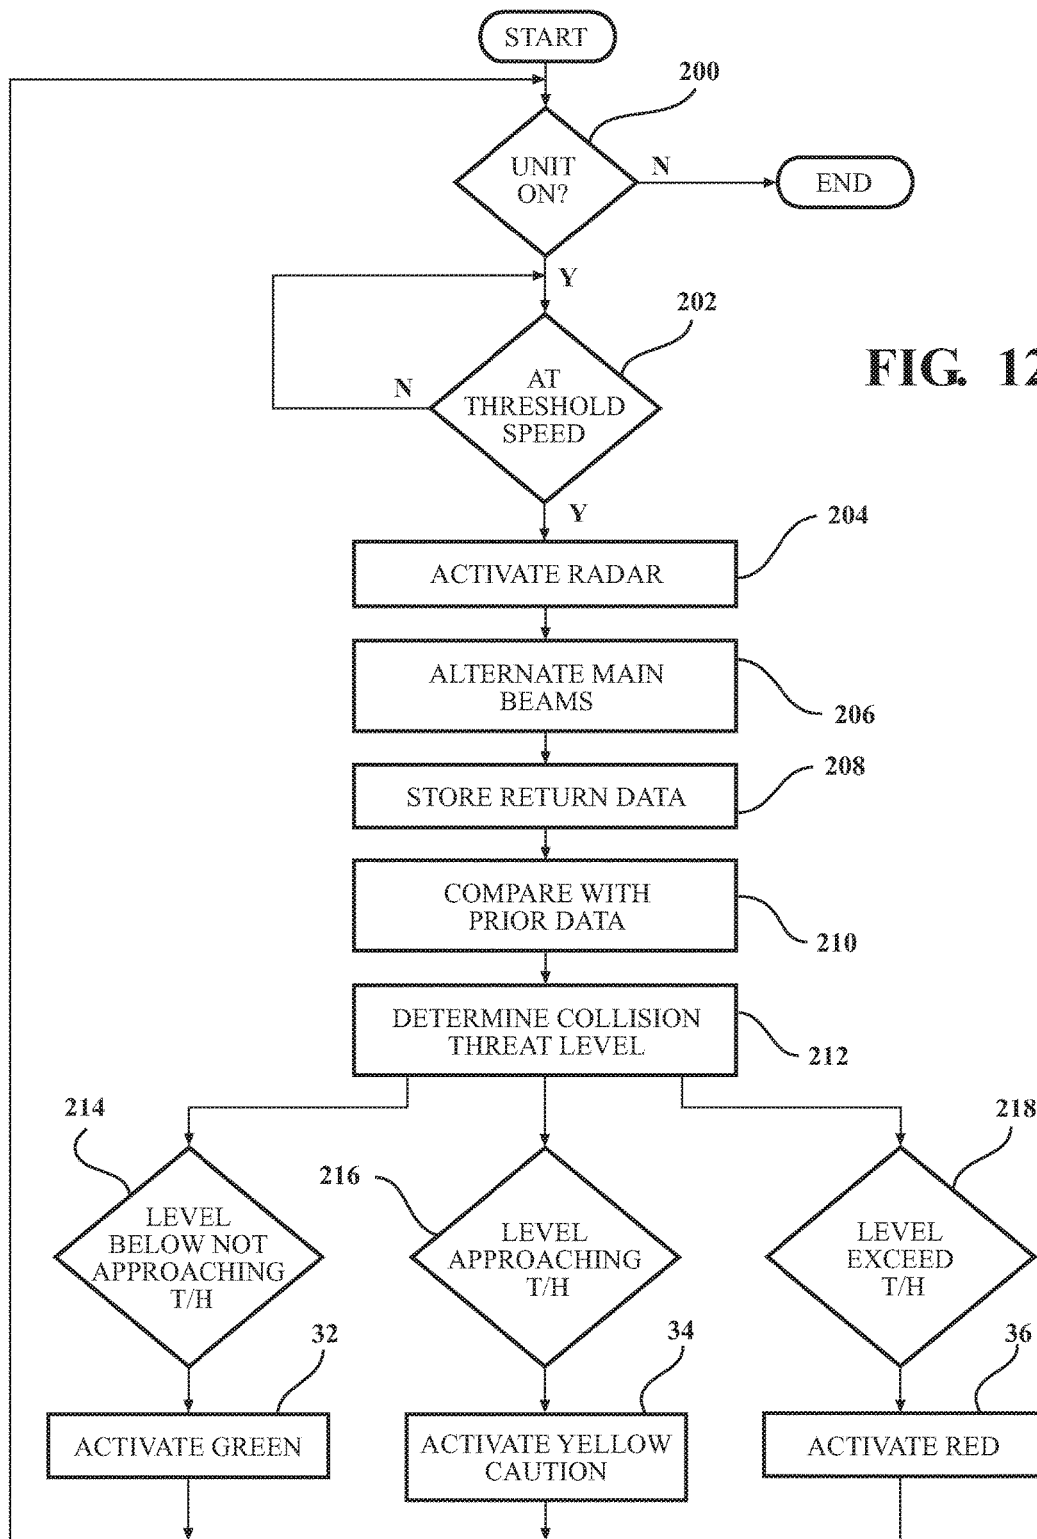 START
200
UNIT
ON?
N
END
Y
202
AT
THRESHOLD
SPEED
N
FIG. 12
Y
204
ACTIVATE RADAR
ALTERNATE MAIN
BEAMS
206
208
STORE RETURN DATA
COMPARE WITH
PRIOR DATA
210
DETERMINE COLLISION
THREAT LEVEL
212
214
LEVEL
BELOW NOT
APPROACHING
T/H
216
LEVEL
APPROACHING
T/H
218
LEVEL
EXCEED
T/H
32
ACTIVATE GREEN
34
ACTIVATE YELLOW
CAUTION
36
ACTIVATE RED